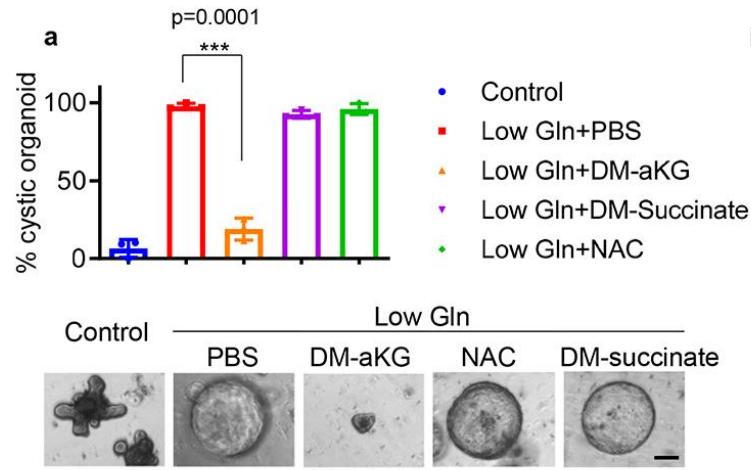 p=0.0001
a
***
% cystic organoid
100
50
0
Control
Low Gln+PBS
Low Gln+DM-aKG
Low Gln+DM-Succinate
Low Gln+NAC
Low Gln
Control
PBS
DM-aKG
NAC
DM-succinate